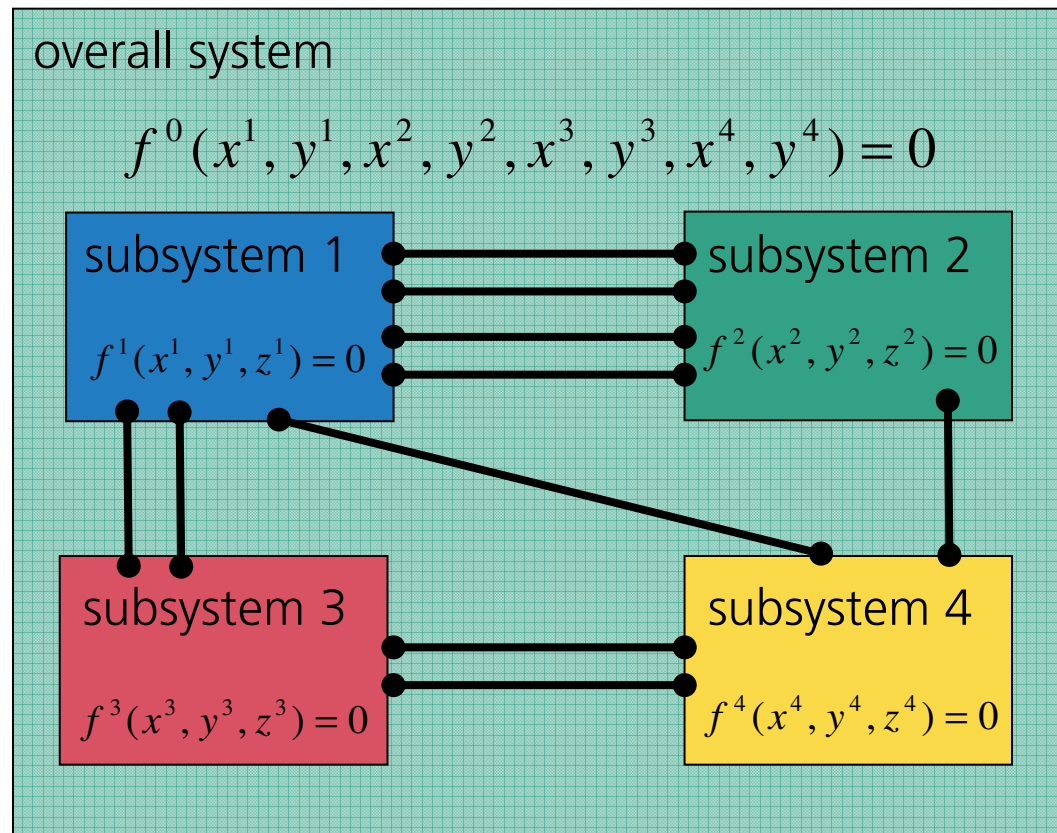 overall system
f⁰(x¹, y¹, x², y², x³, y³, x⁴, y⁴) = 0
subsystem 1
f¹(x¹, y¹, z¹) = 0
subsystem 2
f²(x², y², z²) = 0
subsystem 3
f³(x³, y³, z³) = 0
subsystem 4
f⁴(x⁴, y⁴, z⁴) = 0